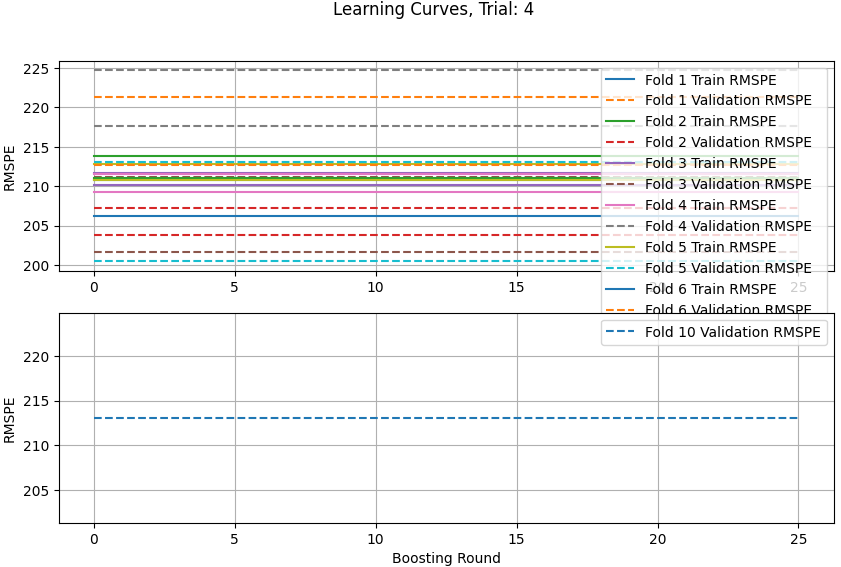 Learning Curves, Trial: 4
RMSPE
225
220
215
210
205
200
0
5
10
15
25
Fold 1 Train RMSPE
Fold 1 Validation RMSPE
Fold 2 Train RMSPE
Fold 2 Validation RMSPE
Fold 3 Train RMSPE
Fold 3 Validation RMSPE
Fold 4 Train RMSPE
Fold 4 Validation RMSPE
Fold 5 Train RMSPE
Fold 5 Validation RMSPE
Fold 6 Train RMSPE
Fold 6 Validation RMSPE
Fold 10 Validation RMSPE
RMSPE
220
215
210
205
0
5
10
15
20
25
Boosting Round